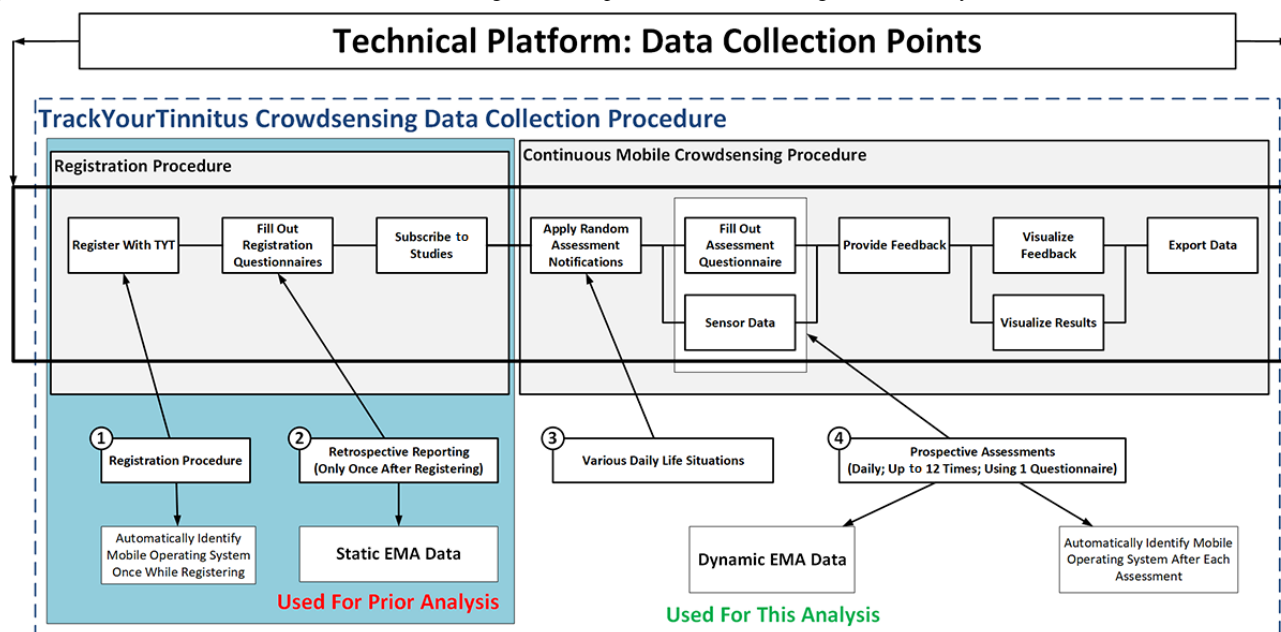 Technical Platform: Data Collection Points
TrackYourTinnitus Crowdsensing Data Collection Procedure
Registration Procedure
Continuous Mobile Crowdsensing Procedure
Register With TYT
Fill Out
Registration
Questionnaires
Subscribe to
Studies
Apply Random
Assessment
Notifications
Fill Out
Assessment
Questionnaire
Sensor Data
Provide Feedback
Visualize
Feedback
Visualize Results
Export Data
1
Registration Procedure
2
Retrospective Reporting
(Only Once After Registering)
3
Various Daily Life Situations
4
Prospective Assessments
(Daily; Up to 12 Times; Using 1 Questionnaire)
Automatically Identify
Mobile Operating System
Once While Registering
Static EMA Data
Dynamic EMA Data
Automatically Identify Mobile
Operating System After Each
Assessment
Used For Prior Analysis
Used For This Analysis